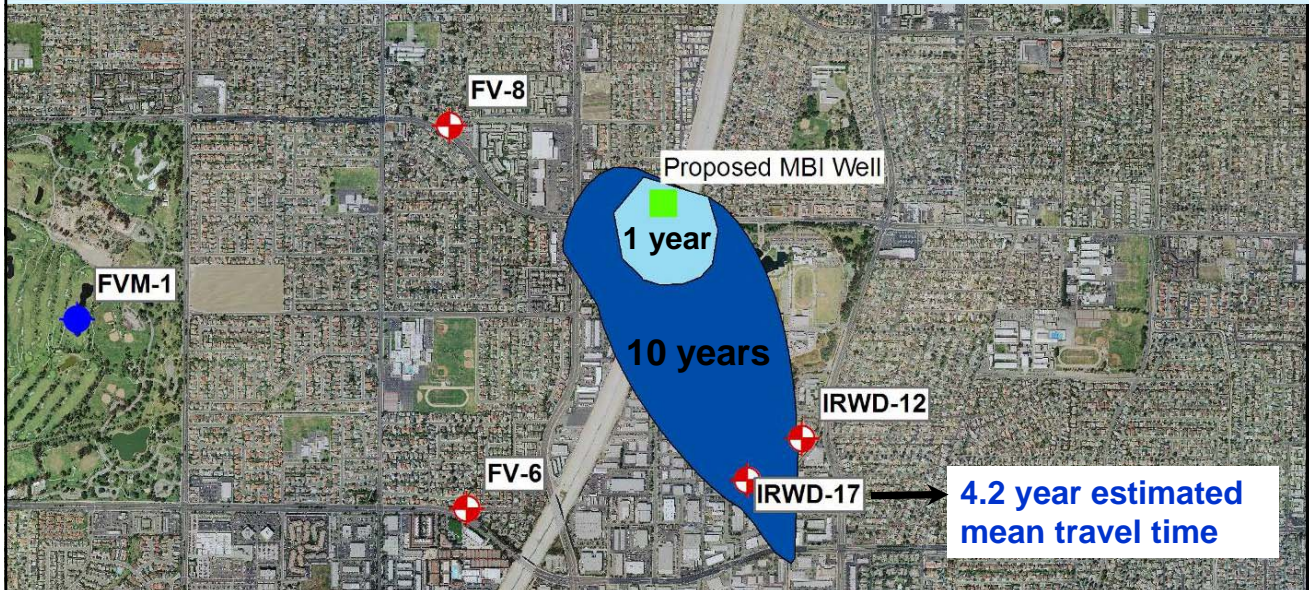 FV-8
Proposed MBI Well
1 year
FVM-1
10 years
IRWD-12
FV-6
IRWD-17
4.2 year estimated
mean travel time